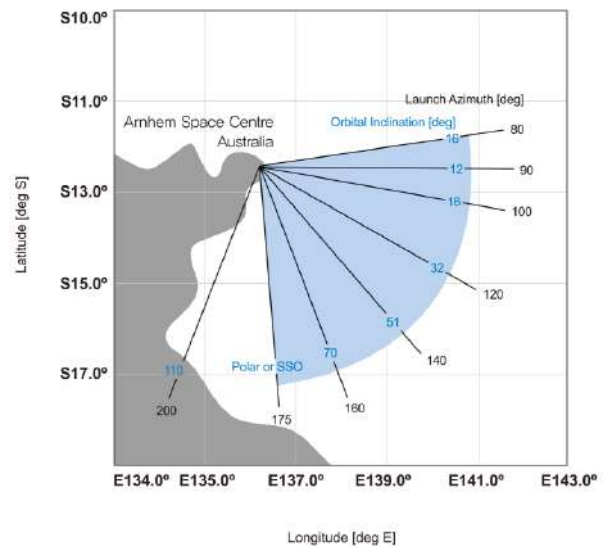 S10.0º
S11.0º
Launch Azimuth [deg]
Arnhem Space Centre
Australia
Orbital Inclination [deg]
16
80
12
90
S13.0º
16
100
Latitude [deg S]
32
S15.0º
120
51
140
S17.0º
Polar or SSO
70
110
200
175
160
E134.0º E135.0º E137.0º E139.0º E141.0º E143.0º
Longitude [deg E]